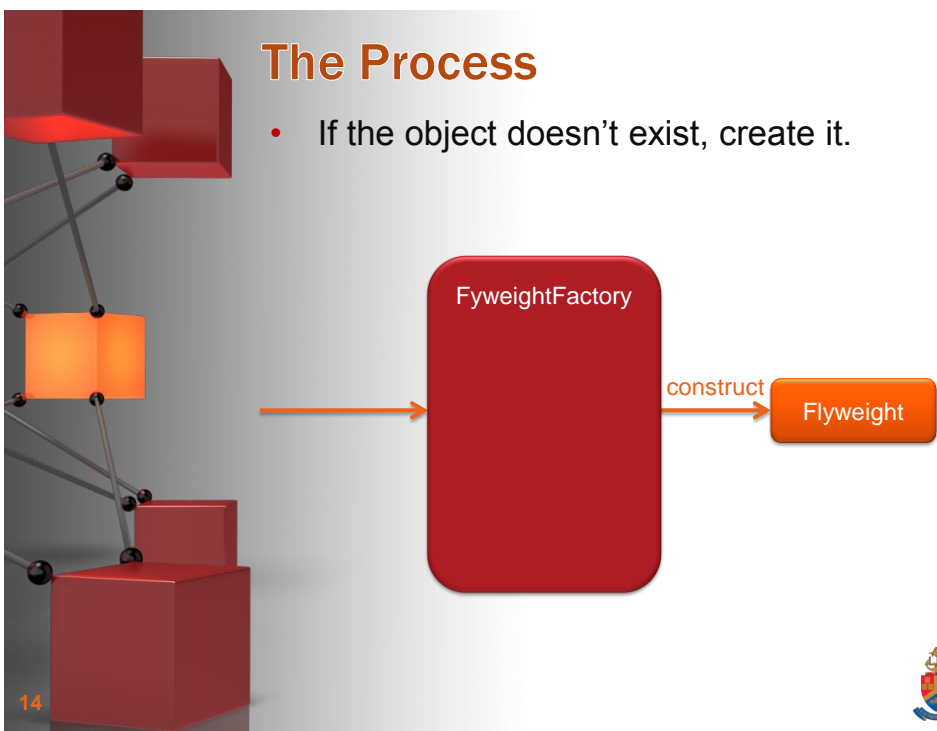 The Process
• If the object doesn’t exist, create it.
FyweightFactory
construct
Flyweight
14